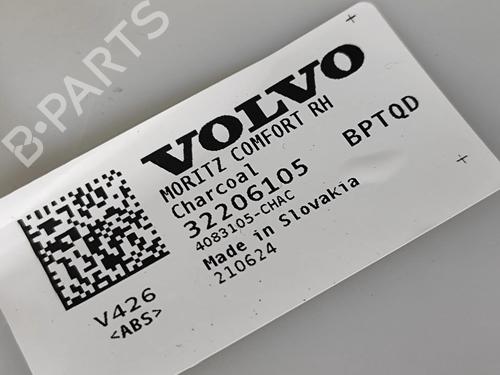 VOLVO
MORITZ COMFORT RH
Charcoal
32206105 BPTQD
4083105-CHAC
Made in Slovakia
210624
V426
<ABS>
B-PARTS